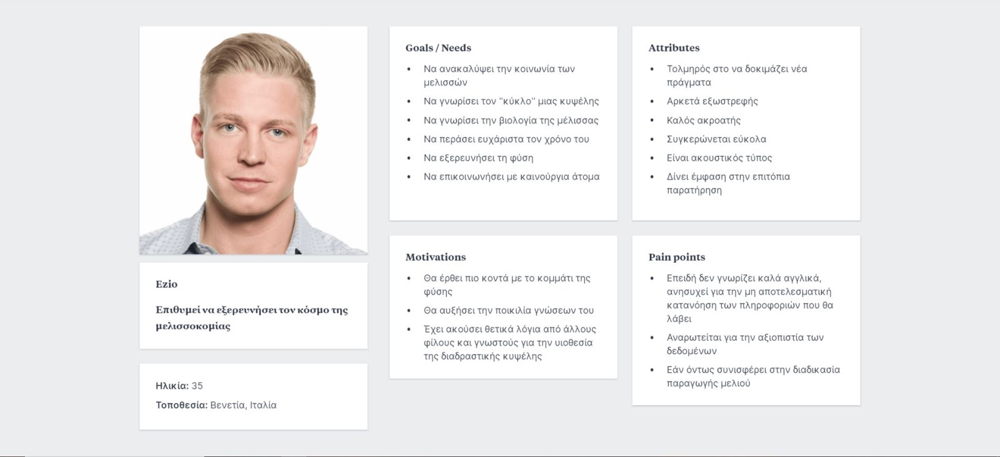 Goals / Needs
• Να ανακαλύψει την κοινωνία των
μελισσών
• Να γνωρίσει τον "κύκλο" μιας κυψέλης
• Να γνωρίσει την βιολογία της μέλισσας
• Να περάσει ευχάριστα τον χρόνο του
• Να εξερευνήσει τη φύση
• Να επικοινωνήσει με καινούργια άτομα
Attributes
• Τολμηρός στο να δοκιμάζει νέα
πράγματα
• Αρκετά εξωστρεφής
• Καλός ακροατής
• Συγκερώνεται εύκολα
• Είναι ακουστικός τύπος
• Δίνει έμφαση στην επιτόπια
παρατήρηση
Ezio
Επιθυμεί να εξερευνήσει τον κόσμο της
μελισσοκομίας
Ηλικία: 35
Τοποθεσία: Βενετία, Ιταλία
Motivations
• Θα έρθει πιο κοντά με το κομμάτι της
φύσης
• Θα αυξήσει την ποικιλία γνώσεων του
• Έχει ακούσει θετικά λόγια από άλλους
φίλους και γνωστούς για την υιοθεσία
της διαδραστικής κυψέλης
Pain points
• Επειδή δεν γνωρίζει καλά αγγλικά,
ανησυχεί για την μη αποτελεσματική
κατανόηση των πληροφοριών που θα
λάβει
• Αναρωτείται για την αξιοπιστία των
δεδομένων
• Εάν όντως συνισφέρει στην διαδικασία
παραγωγής μελιού